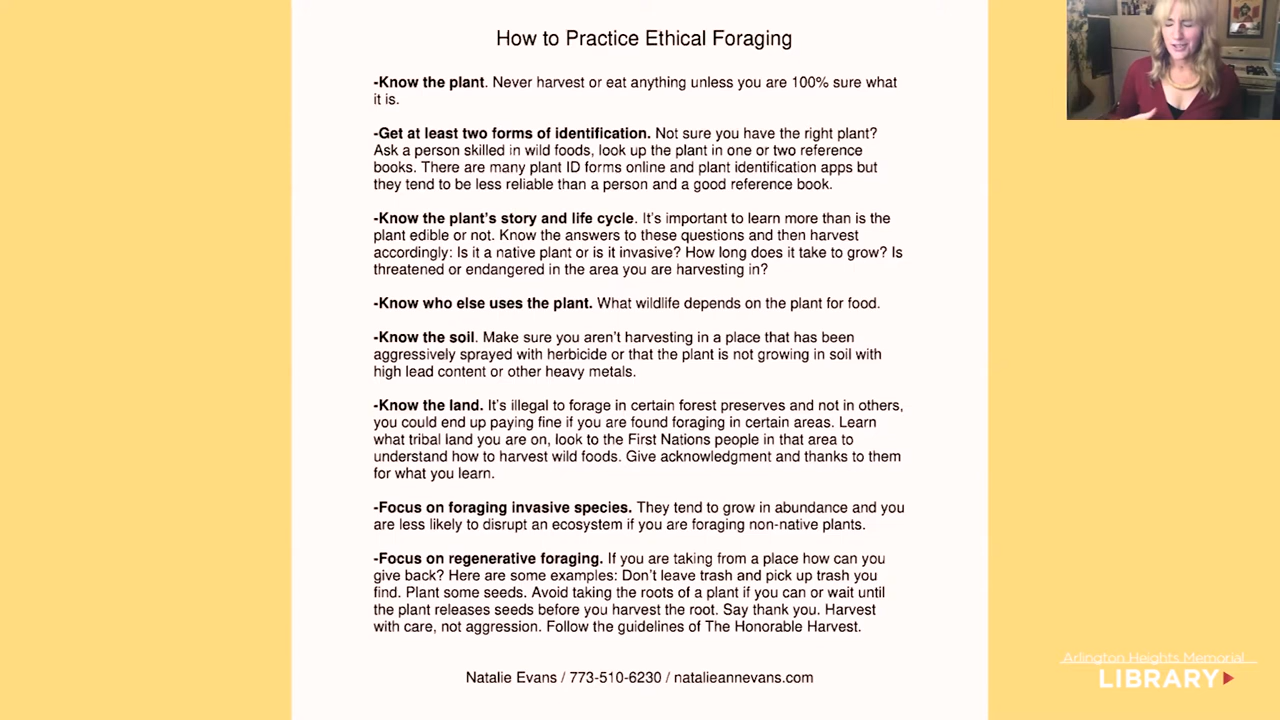 How to Practice Ethical Foraging
-Know the plant. Never harvest or eat anything unless you are 100% sure what
it is.
-Get at least two forms of identification. Not sure you have the right plant?
Ask a person skilled in wild foods, look up the plant in one or two reference
books. There are many plant ID forms online and plant identification apps but
they tend to be less reliable than a person and a good reference book.
-Know the plant's story and life cycle. It's important to learn more than is the
plant edible or not. Know the answers to these questions and then harvest
accordingly: Is it a native plant or is it invasive? How long does it take to grow? Is
threatened or endangered in the area you are harvesting in?
-Know who else uses the plant. What wildlife depends on the plant for food.
-Know the soil. Make sure you aren't harvesting in a place that has been
aggressively sprayed with herbicide or that the plant is not growing in soil with
high lead content or other heavy metals.
-Know the land. It's illegal to forage in certain forest preserves and not in others,
you could end up paying fine if you are found foraging in certain areas. Learn
what tribal land you are on, look to the First Nations people in that area to
understand how to harvest wild foods. Give acknowledgment and thanks to them
for what you learn.
-Focus on foraging invasive species. They tend to grow in abundance and you
are less likely to disrupt an ecosystem if you are foraging non-native plants.
-Focus on regenerative foraging. If you are taking from a place how can you
give back? Here are some examples: Don't leave trash and pick up trash you
find. Plant some seeds. Avoid taking the roots of a plant if you can or wait until
the plant releases seeds before you harvest the root. Say thank you. Harvest
with care, not aggression. Follow the guidelines of The Honorable Harvest.
Natalie Evans / 773-510-6230 / natalieannevans.com
Arlington Heights Memorial
LIBRARY